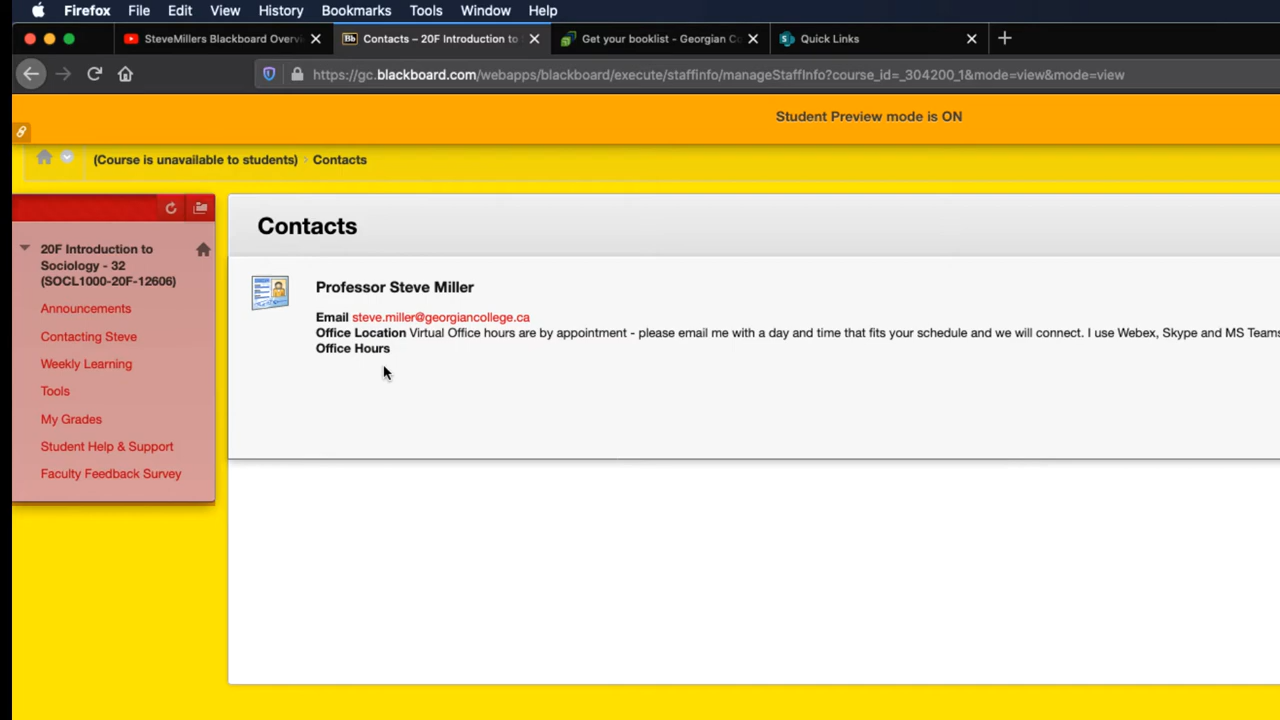 Firefox File Edit View History Bookmarks Tools Window Help
SteveMillers Blackboard Overvi
Contacts – 20F Introduction to
Get your booklist - Georgian Co
Quick Links
https://gc.blackboard.com/webapps/blackboard/execute/staffinfo/manageStaffInfo?course_id=_304200_1&mode=view&mode=view
Student Preview mode is ON
(Course is unavailable to students) Contacts
20F Introduction to
Sociology - 32
(SOCL1000-20F-12606)
Announcements
Contacting Steve
Weekly Learning
Tools
My Grades
Student Help & Support
Faculty Feedback Survey
Contacts
Professor Steve Miller
Email steve.miller@georgiancollege.ca
Office Location Virtual Office hours are by appointment - please email me with a day and time that fits your schedule and we will connect. I use Webex, Skype and MS Teams
Office Hours